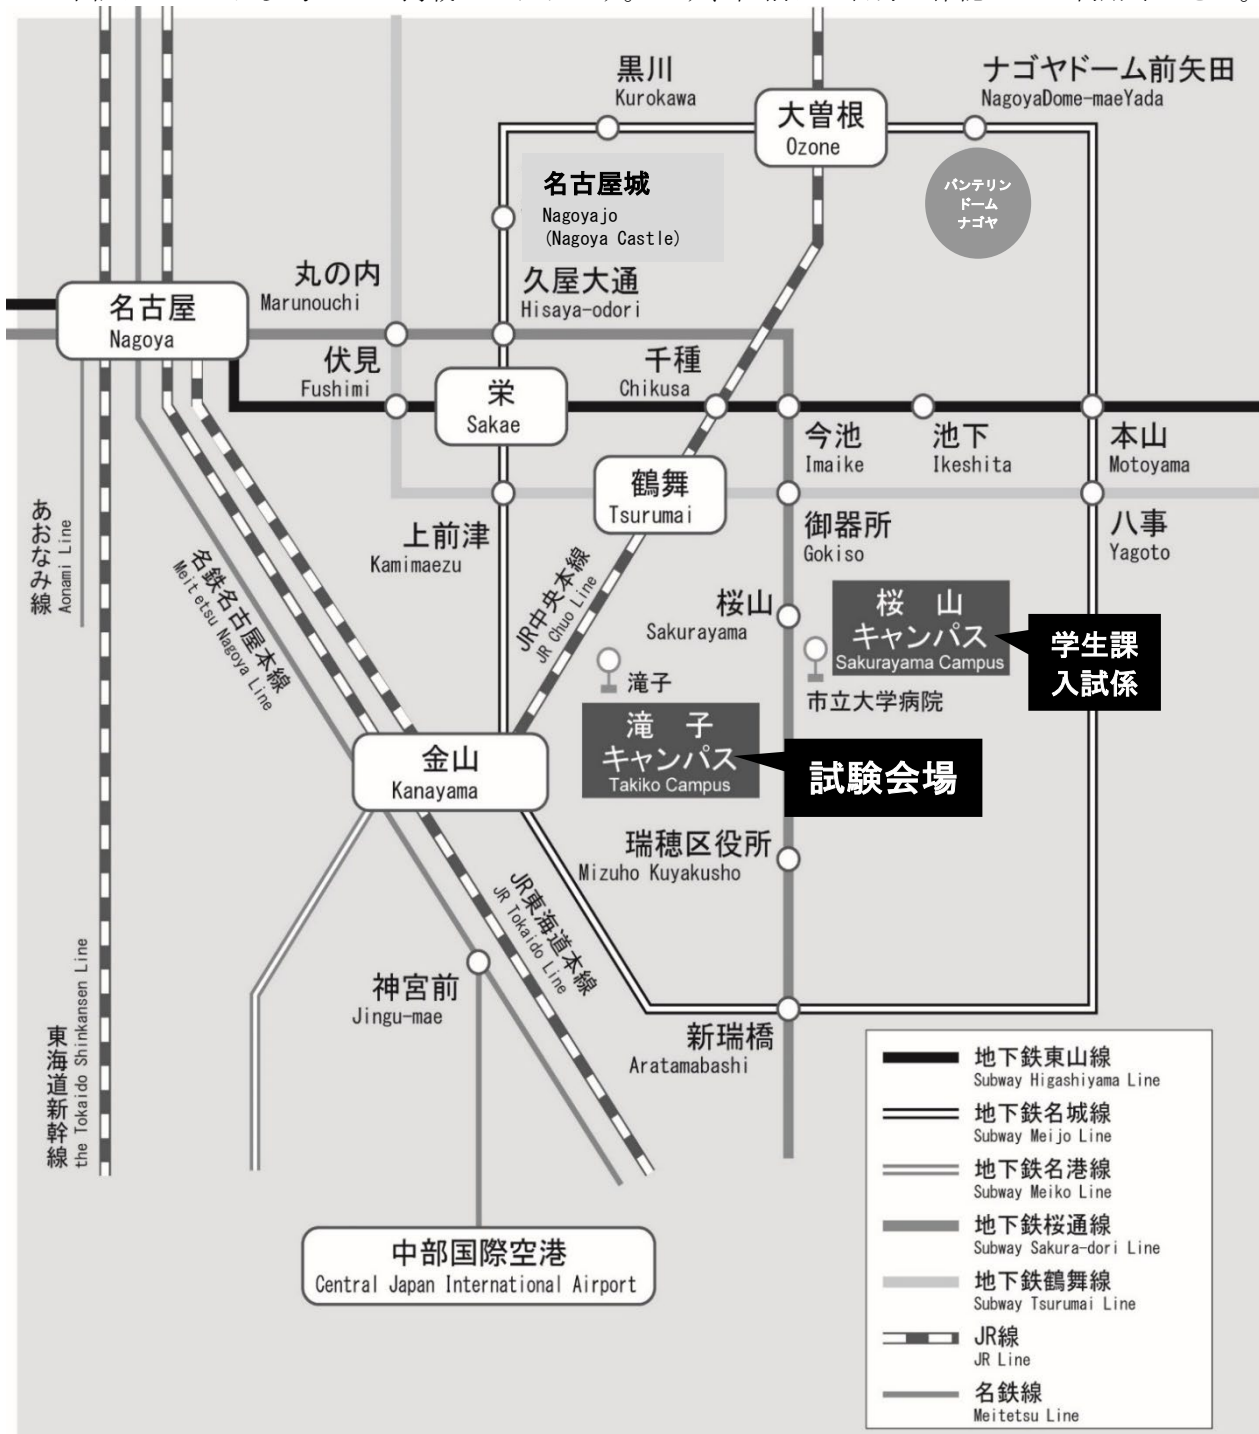 黒川
Kurokawa
大曽根
Ozone
ナゴヤドーム前矢田
NagoyaDome-maeYada
名古屋城
Nagoyajo
(Nagoya Castle)
バンテリン
ドーム
ナゴヤ
丸の内
Marunouchi
久屋大通
Hisaya-odori
名古屋
Nagoya
伏見
Fushimi
栄
Sakae
千種
Chikusa
今池
Imaike
池下
Ikeshita
本山
Motoyama
鶴舞
Tsurumai
上前津
Kamimaezu
御器所
Gokiso
八事
Yagoto
あおなみ線
Aonami Line
名鉄名古屋本線
Meitetsu Nagoya Line
JR中央本線
JR Chuo Line
桜山
Sakurayama
桜 山
キャンパス
Sakurayama Campus
学生課
入試係
市立大学病院
滝子
滝 子
キャンパス
Takiko Campus
試験会場
金山
Kanayama
瑞穂区役所
Mizuho Kuyakusho
JR東海道本線
JR Tokaido Line
神宮前
Jingu-mae
新瑞橋
Aratamabashi
東海道新幹線
the Tokaido Shinkansen Line
中部国際空港
Central Japan International Airport
地下鉄東山線
Subway Higashiyama Line
地下鉄名城線
Subway Meijo Line
地下鉄名港線
Subway Meiko Line
地下鉄桜通線
Subway Sakura-dori Line
地下鉄鶴舞線
Subway Tsurumai Line
JR線
JR Line
名鉄線
Meitetsu Line